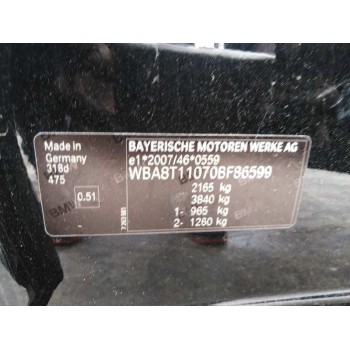 Made in
Germany
318d
475
0.51
BAYERISCHE MOTOREN WERKE AG
e1*2007/46*0559
WBA8T11070BF86599
2165 kg
3840 kg
1- 965 kg
2- 1260 kg